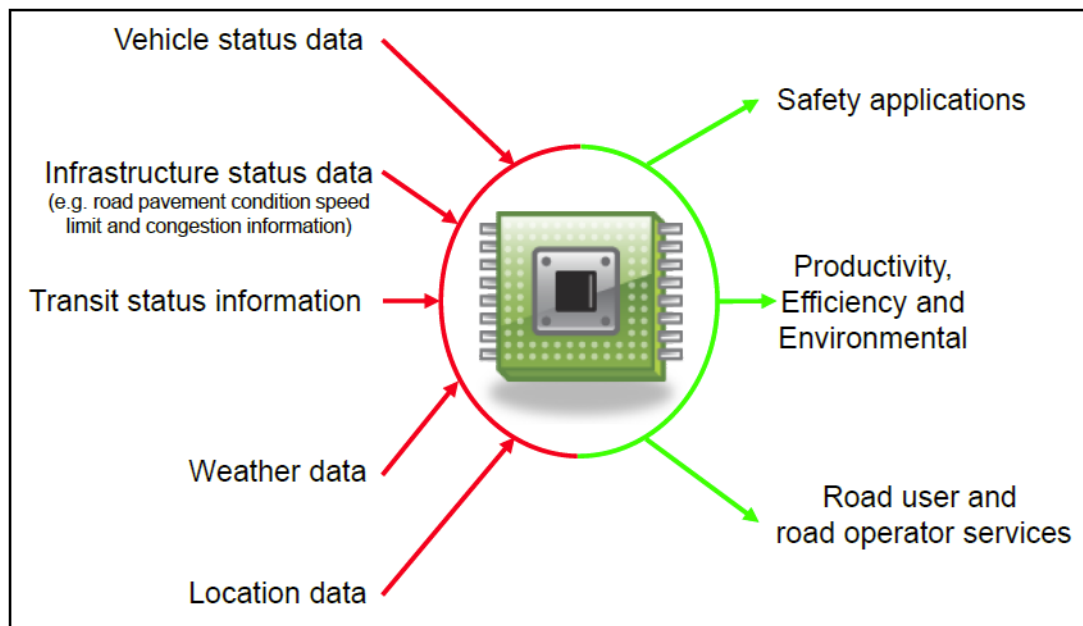 Vehicle status data
Infrastructure status data
(e.g. road pavement condition speed
limit and congestion information)
Transit status information
Weather data
Location data
Safety applications
Productivity,
Efficiency and
Environmental
Road user and
road operator services